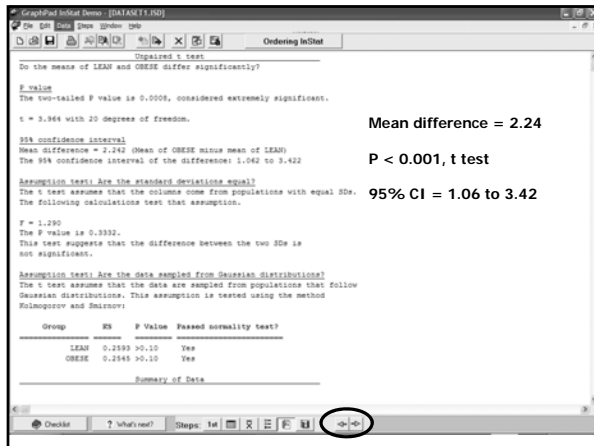 GraphPad InStat Demo - [DATASET1.ISD]
File Edit Data Steps Window Help
Ordering InStat
Unpaired t test
Do the means of LEAN and OBESE differ significantly?
P value
The two-tailed P value is 0.0008, considered extremely significant.
t = 3.964 with 20 degrees of freedom.
95% confidence interval
Mean difference = 2.242 (Mean of OBESE minus mean of LEAN)
The 95% confidence interval of the difference: 1.062 to 3.422
Assumption test: Are the standard deviations equal?
The t test assumes that the columns come from populations with equal SDs.
The following calculations test that assumption.
F = 1.290
The P value is 0.3332.
This test suggests that the difference between the two SDs is
not significant.
Assumption test: Are the data sampled from Gaussian distributions?
The t test assumes that the data are sampled from populations that follow
Gaussian distributions. This assumption is tested using the method
Kolmogorov and Smirnov:
Group KS P Value Passed normality test?
LEAN 0.2593 >0.10 Yes
OBESE 0.2545 >0.10 Yes
Summary of Data
Mean difference = 2.24
P < 0.001, t test
95% CI = 1.06 to 3.42
Checklist ? What's next? Steps: 1st